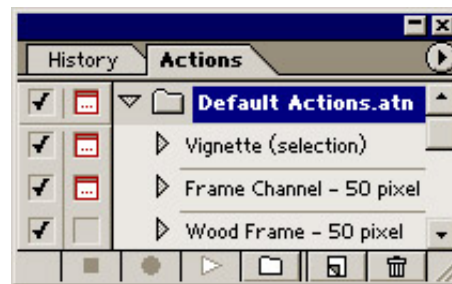 History Actions
Default Actions.atn
Vignette (selection)
Frame Channel - 50 pixel
Wood Frame - 50 pixel